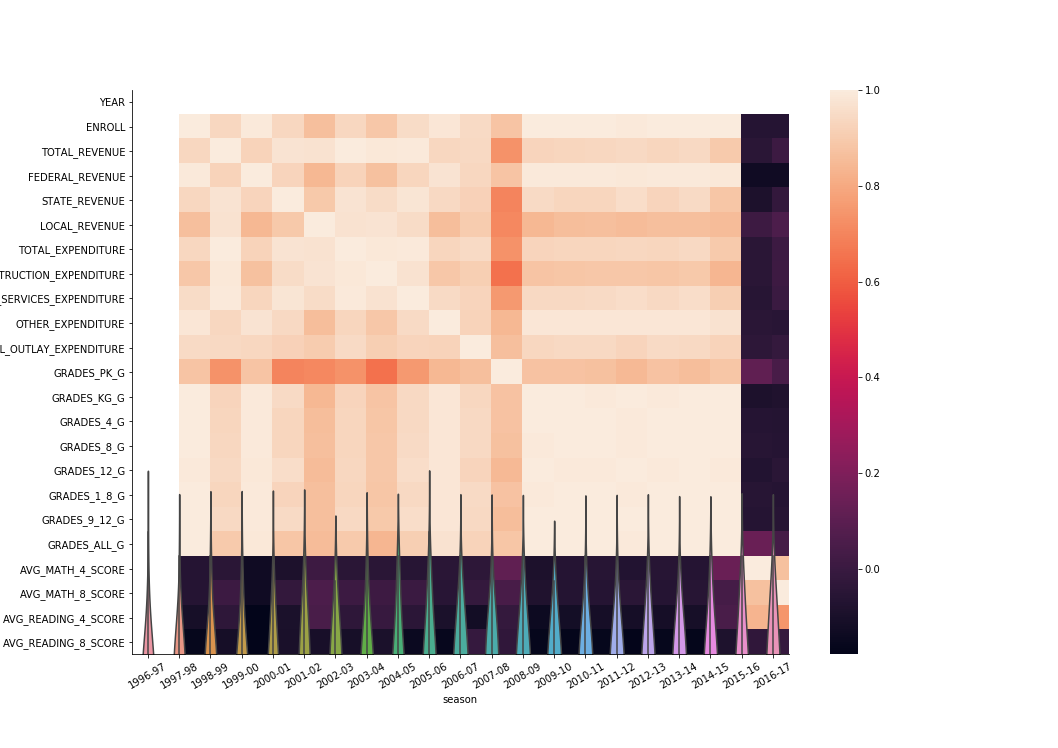 YEAR
ENROLL
TOTAL_REVENUE
FEDERAL_REVENUE
STATE_REVENUE
LOCAL_REVENUE
TOTAL_EXPENDITURE
TRUCTION_EXPENDITURE
_SERVICES_EXPENDITURE
OTHER_EXPENDITURE
L_OUTLAY_EXPENDITURE
GRADES_PK_G
GRADES_KG_G
GRADES_4_G
GRADES_8_G
GRADES_12_G
GRADES_1_8_G
GRADES_9_12_G
GRADES_ALL_G
AVG_MATH_4_SCORE
AVG_MATH_8_SCORE
AVG_READING_4_SCORE
AVG_READING_8_SCORE
1996-97
1997-98
1998-99
1999-00
2000-01
2001-02
2002-03
2003-04
2004-05
2005-06
2006-07
2007-08
2008-09
2009-10
2010-11
2011-12
2012-13
2013-14
2014-15
2015-16
2016-17
season
1.0
0.8
0.6
0.4
0.2
0.0